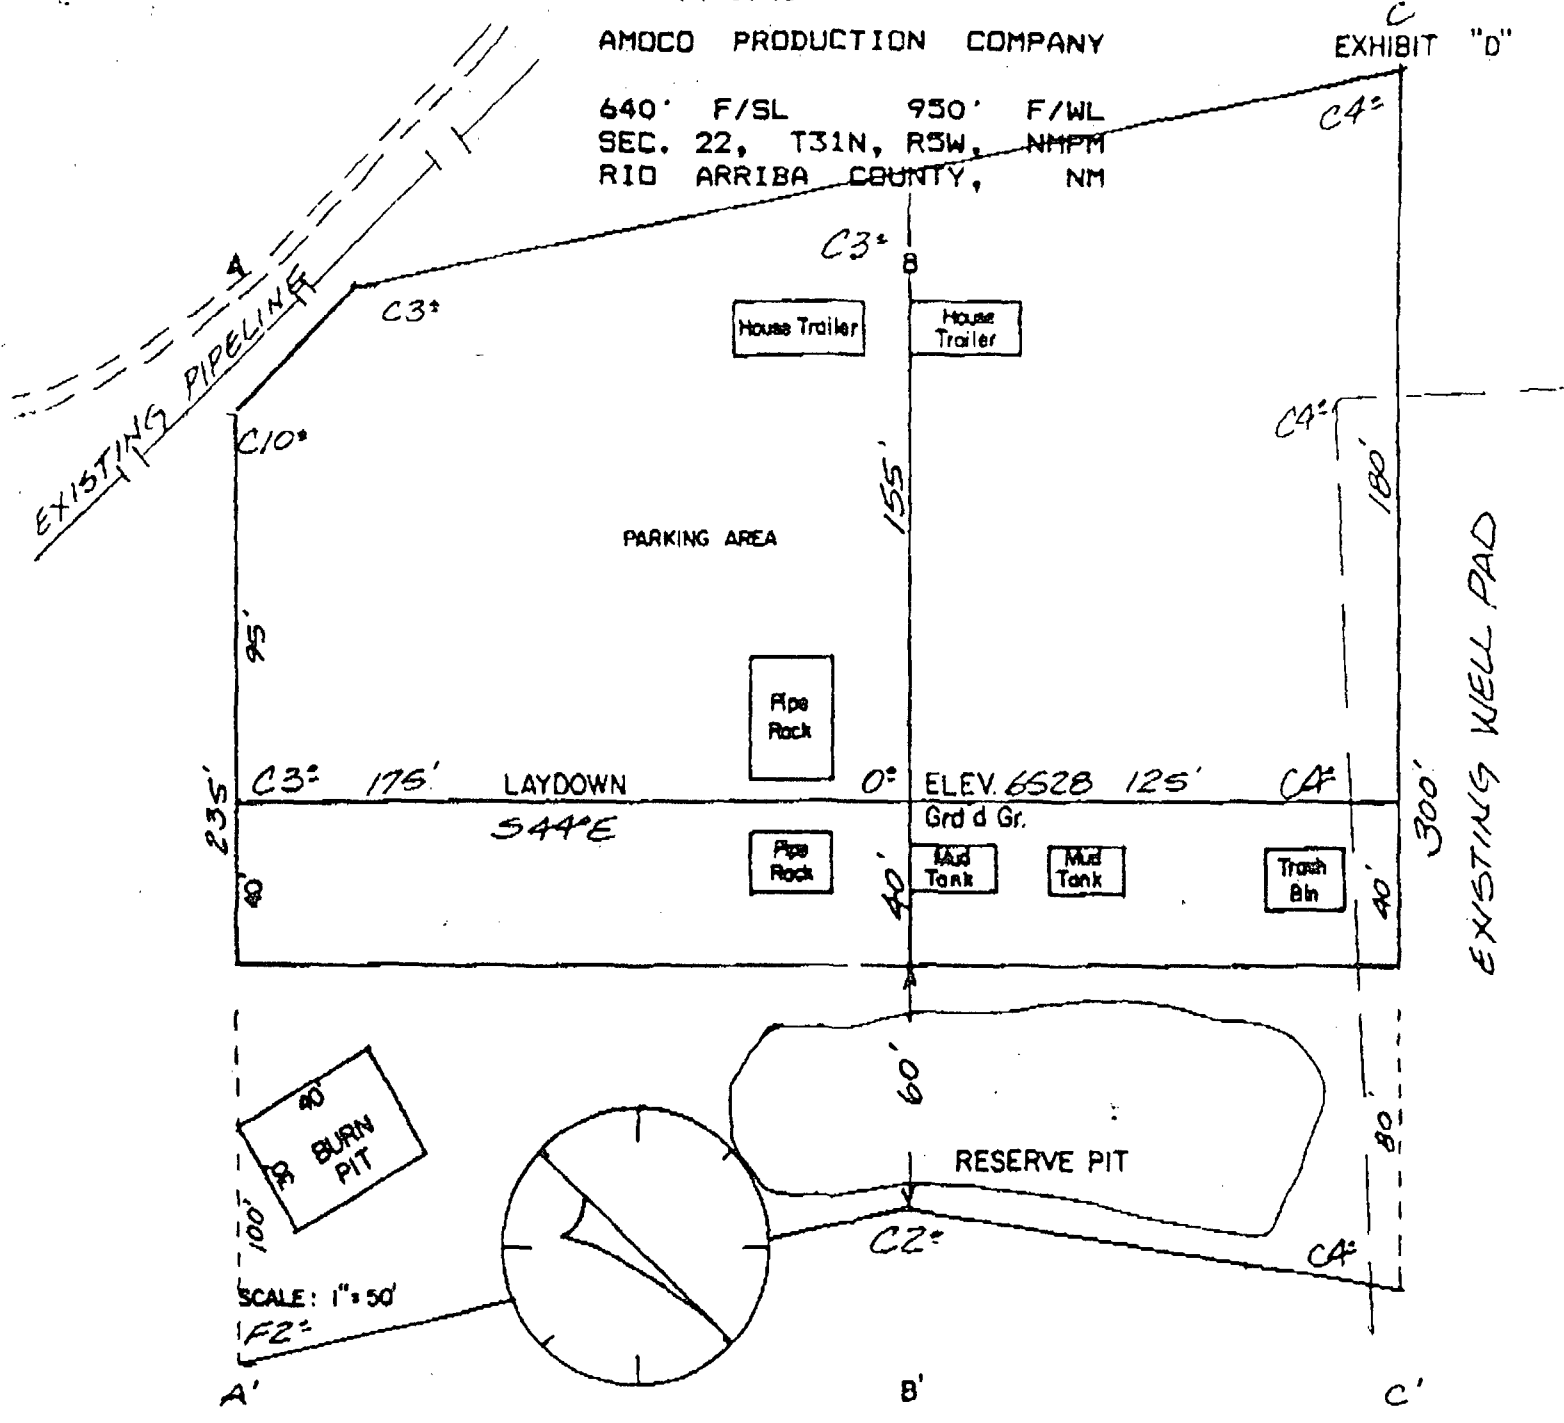 AMOCO PRODUCTION COMPANY
C
EXHIBIT "D"
640' F/SL 950' F/WL
SEC. 22, T31N, R5W, NMPM
RIO ARRIBA COUNTY, NM
C4±
C3±
B
A
EXISTING PIPELINE
C3±
House Trailer
House
Trailer
C10±
C4±
155'
180'
PARKING AREA
95'
EXISTING WELL PAD
Pipe
Rack
235'
C3± 175' LAYDOWN 0± ELEV. 6528 125' C4±
300'
S44°E
Grd'd Gr.
40'
Pipe
Rack
40'
Mud
Tank
Mud
Tank
Trash
Bin
40'
60'
80'
40'
30'
BURN
PIT
RESERVE PIT
100'
C2±
C4±
SCALE: 1"=50'
F2±
A'
B'
C'